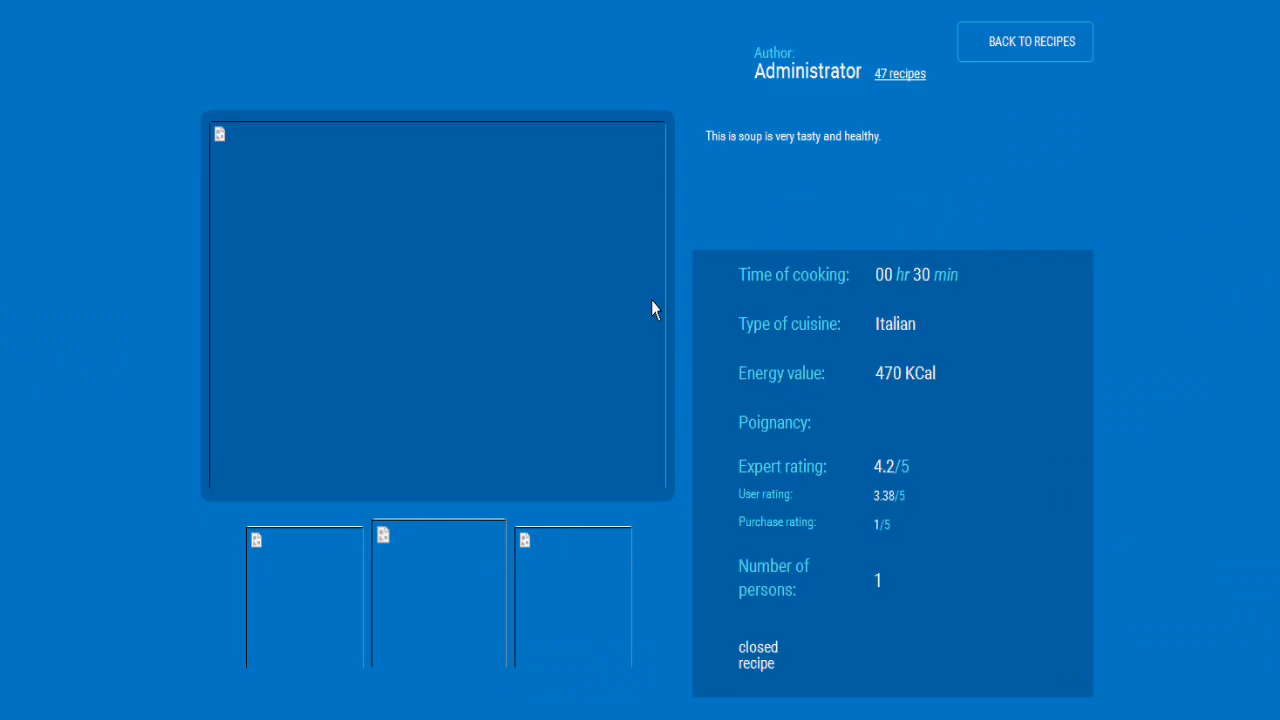 BACK TO RECIPES
Author:
Administrator 47 recipes
This is soup is very tasty and healthy.
Time of cooking: 00 hr 30 min
Type of cuisine: Italian
Energy value: 470 KCal
Poignancy:
Expert rating: 4.2/5
User rating: 3.38/5
Purchase rating: 1/5
Number of
persons: 1
closed
recipe